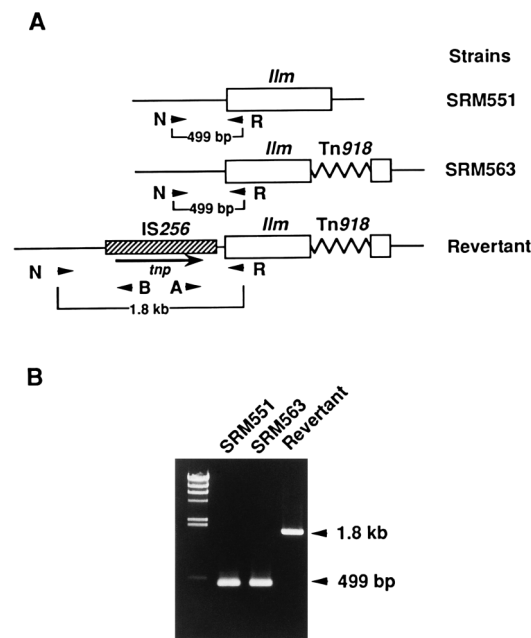 A
Strains
llm
SRM551
N R
499 bp
llm Tn918
SRM563
N R
499 bp
IS256 llm Tn918
Revertant
tnp
N R
B A
1.8 kb
B
SRM551
SRM563
Revertant
1.8 kb
499 bp